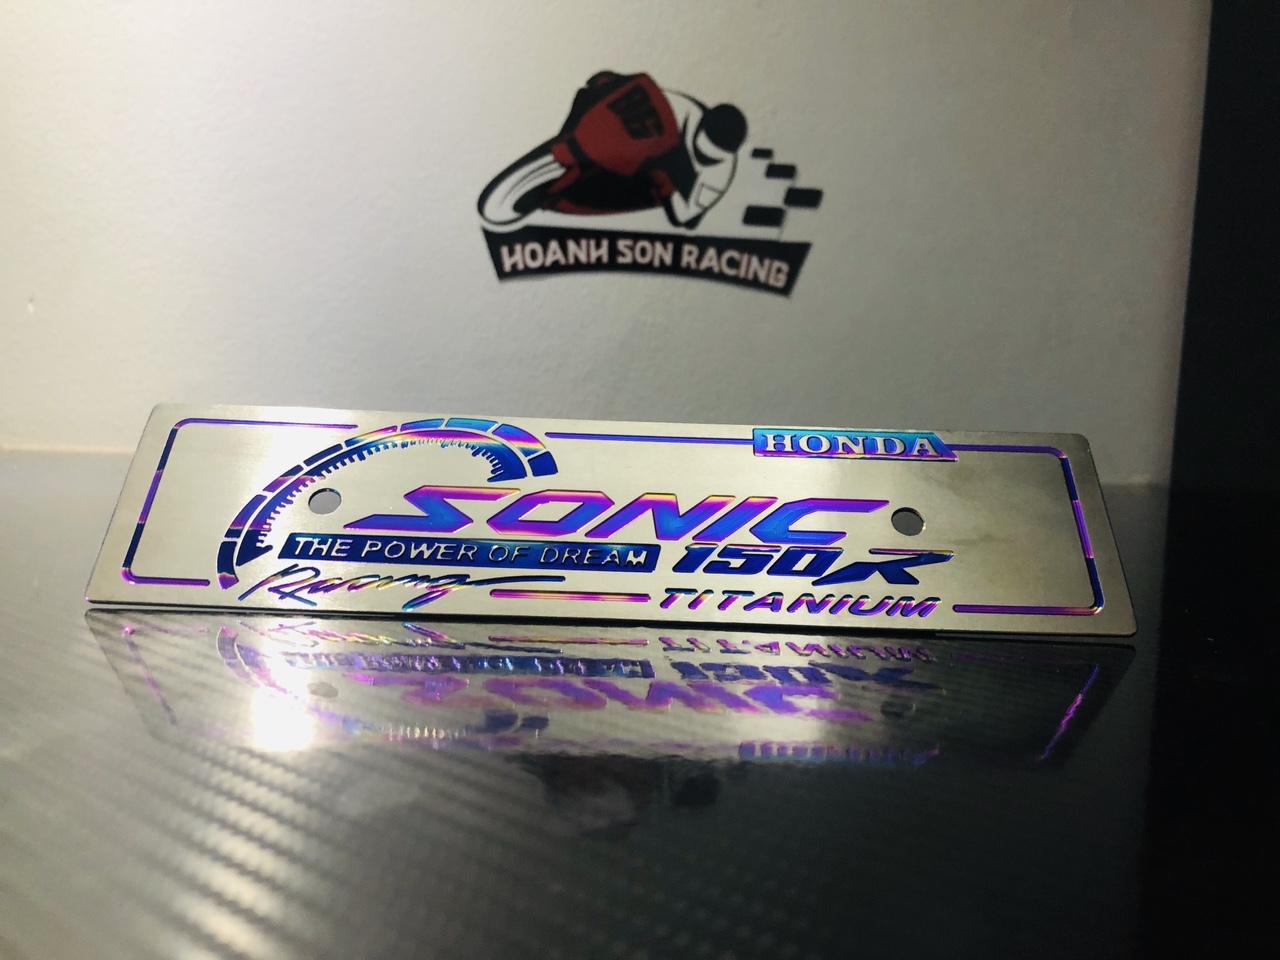 HOANH SON RACING
HONDA
SONIC
THE POWER OF DREAM 150R
Racing TITANIUM